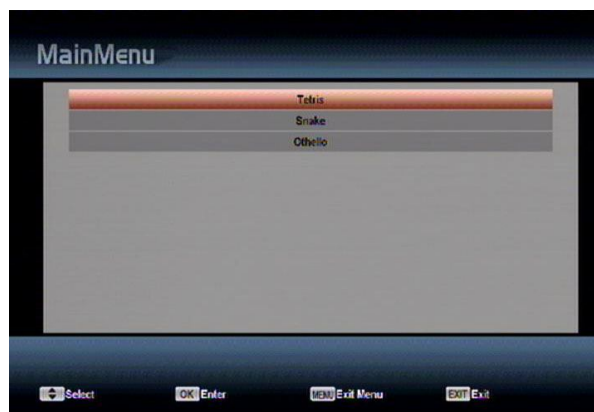 MainMenu
Tetris
Snake
Othello
Select OK Enter MENU Exit Menu EXIT Exit